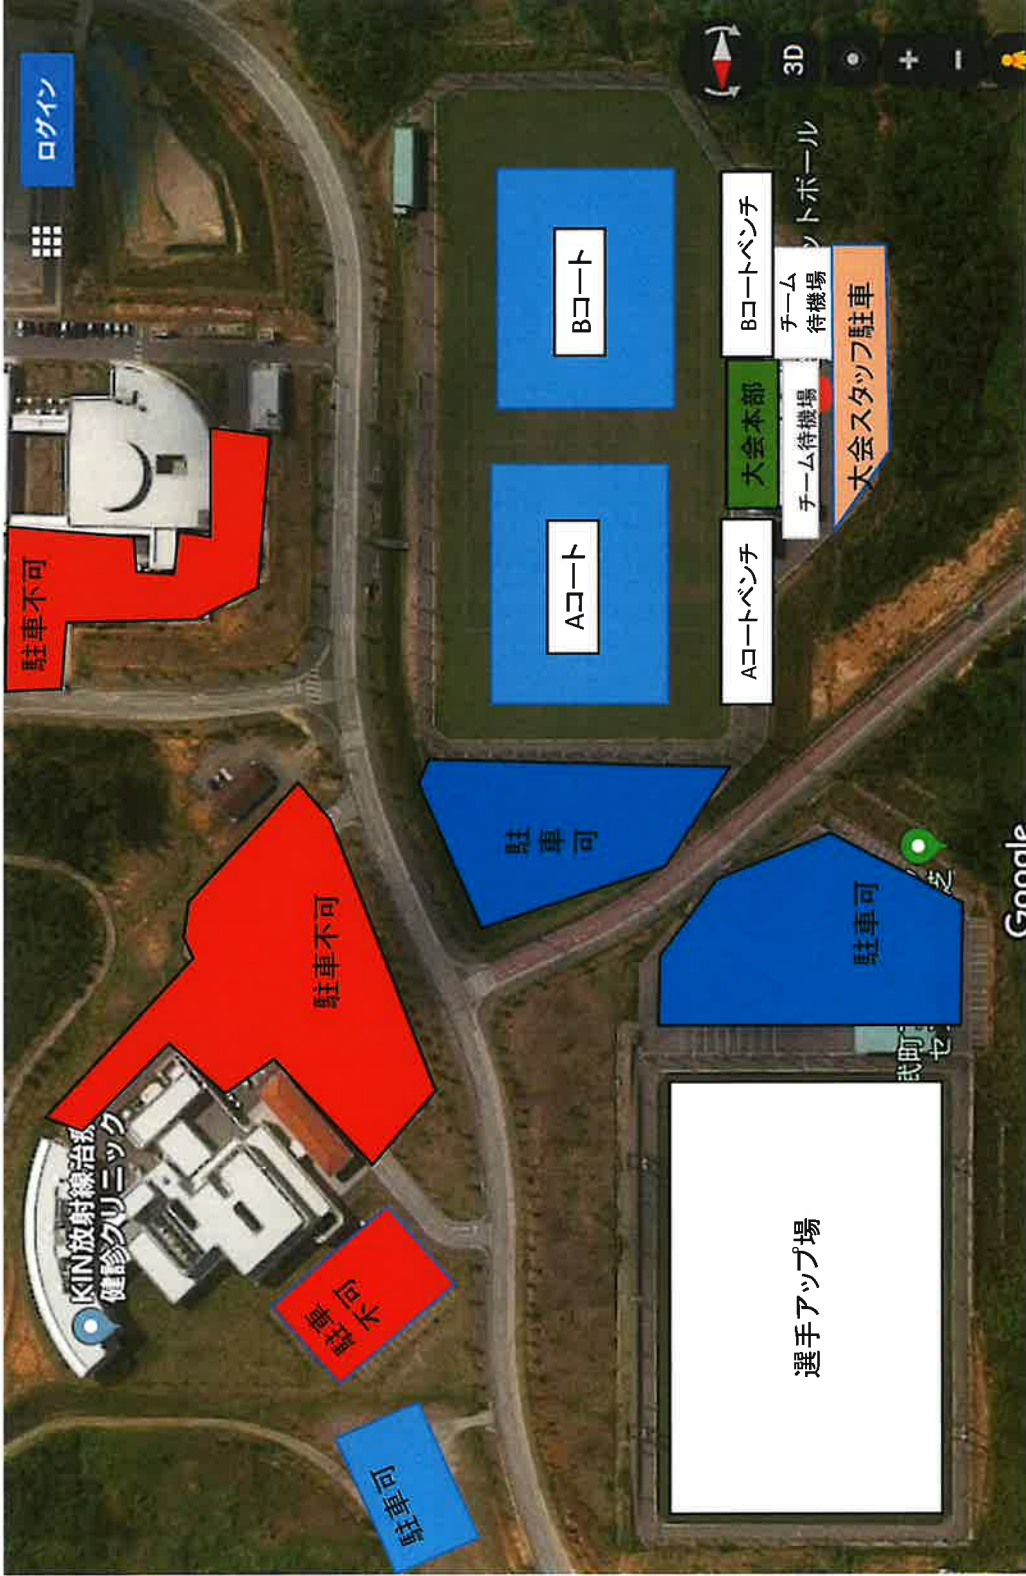 KIN放射線治療
健診クリニック
駐車不可
ログイン
駐車可
駐車
不可
駐車不可
駐
車
可
Aコート
Bコート
選手アップ場
駐車可
Aコートベンチ
大会本部
Bコートベンチ
チーム待機場
チーム
待機場
ットボール
大会スタッフ駐車
3D
セ
芝
Google